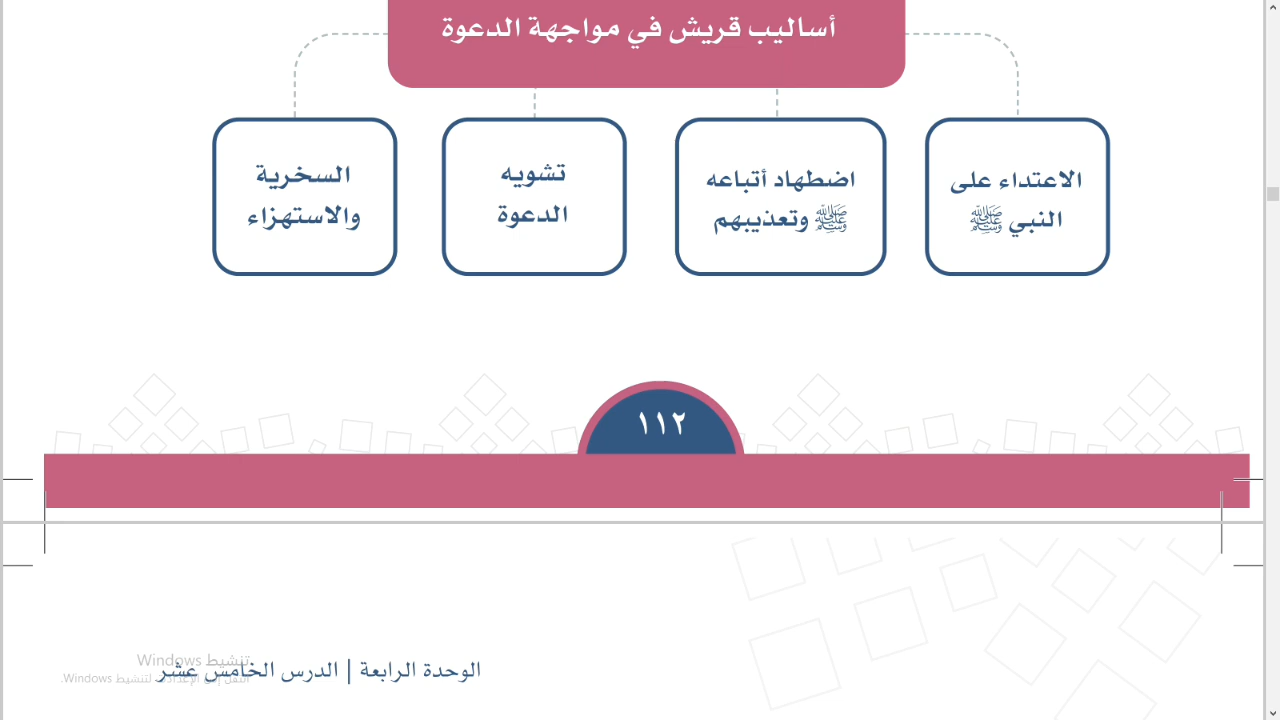 أساليب قريش في مواجهة الدعوة
الاعتداء على
النبي ﷺ
اضطهاد أتباعه
ﷺ وتعذيبهم
تشويه
الدعوة
السخرية
والاستهزاء
١١٢
الوحدة الرابعة | الدرس الخامس عشر
تنشيط Windows
انتقل إلى الإعدادات لتنشيط Windows.